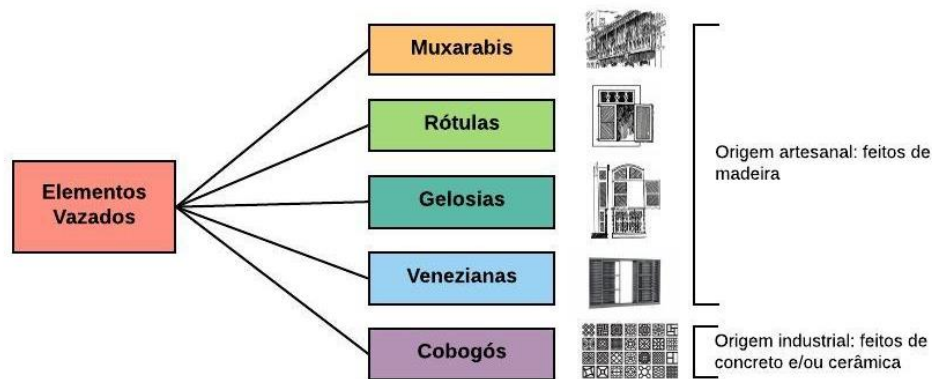 Elementos
Vazados
Muxarabis
Rótulas
Gelosias
Venezianas
Cobogós
Origem artesanal: feitos de
madeira
Origem industrial: feitos de
concreto e/ou cerâmica